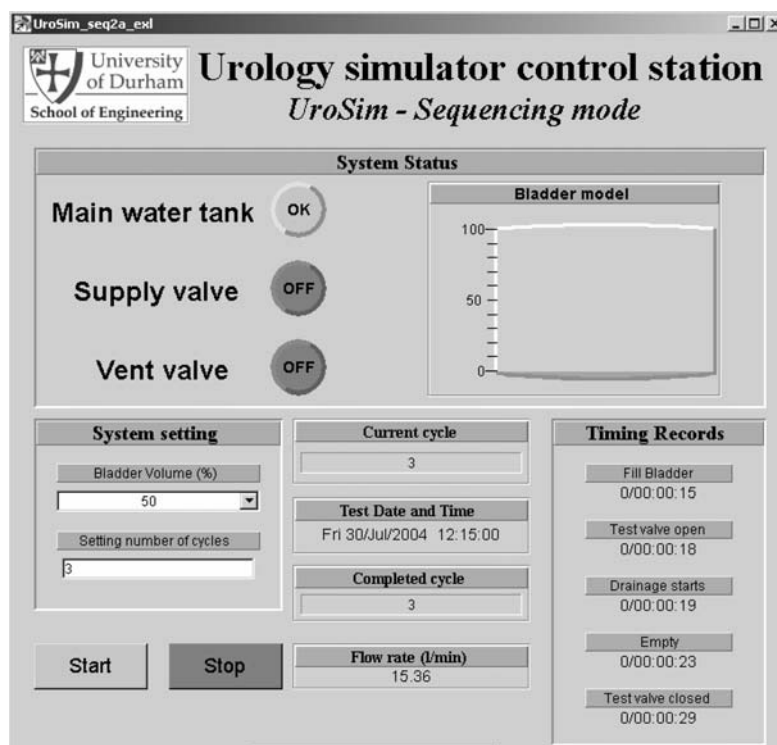 UroSim_seq2a_exl
University
of Durham
School of Engineering
Urology simulator control station
UroSim - Sequencing mode
System Status
Main water tank
OK
Supply valve
OFF
Vent valve
OFF
Bladder model
100
50
0
System setting
Bladder Volume (%)
50
Setting number of cycles
3
Start
Stop
Current cycle
3
Test Date and Time
Fri 30/Jul/2004 12:15:00
Completed cycle
3
Flow rate (l/min)
15.36
Timing Records
Fill Bladder
0/00:00:15
Test valve open
0/00:00:18
Drainage starts
0/00:00:19
Empty
0/00:00:23
Test valve closed
0/00:00:29